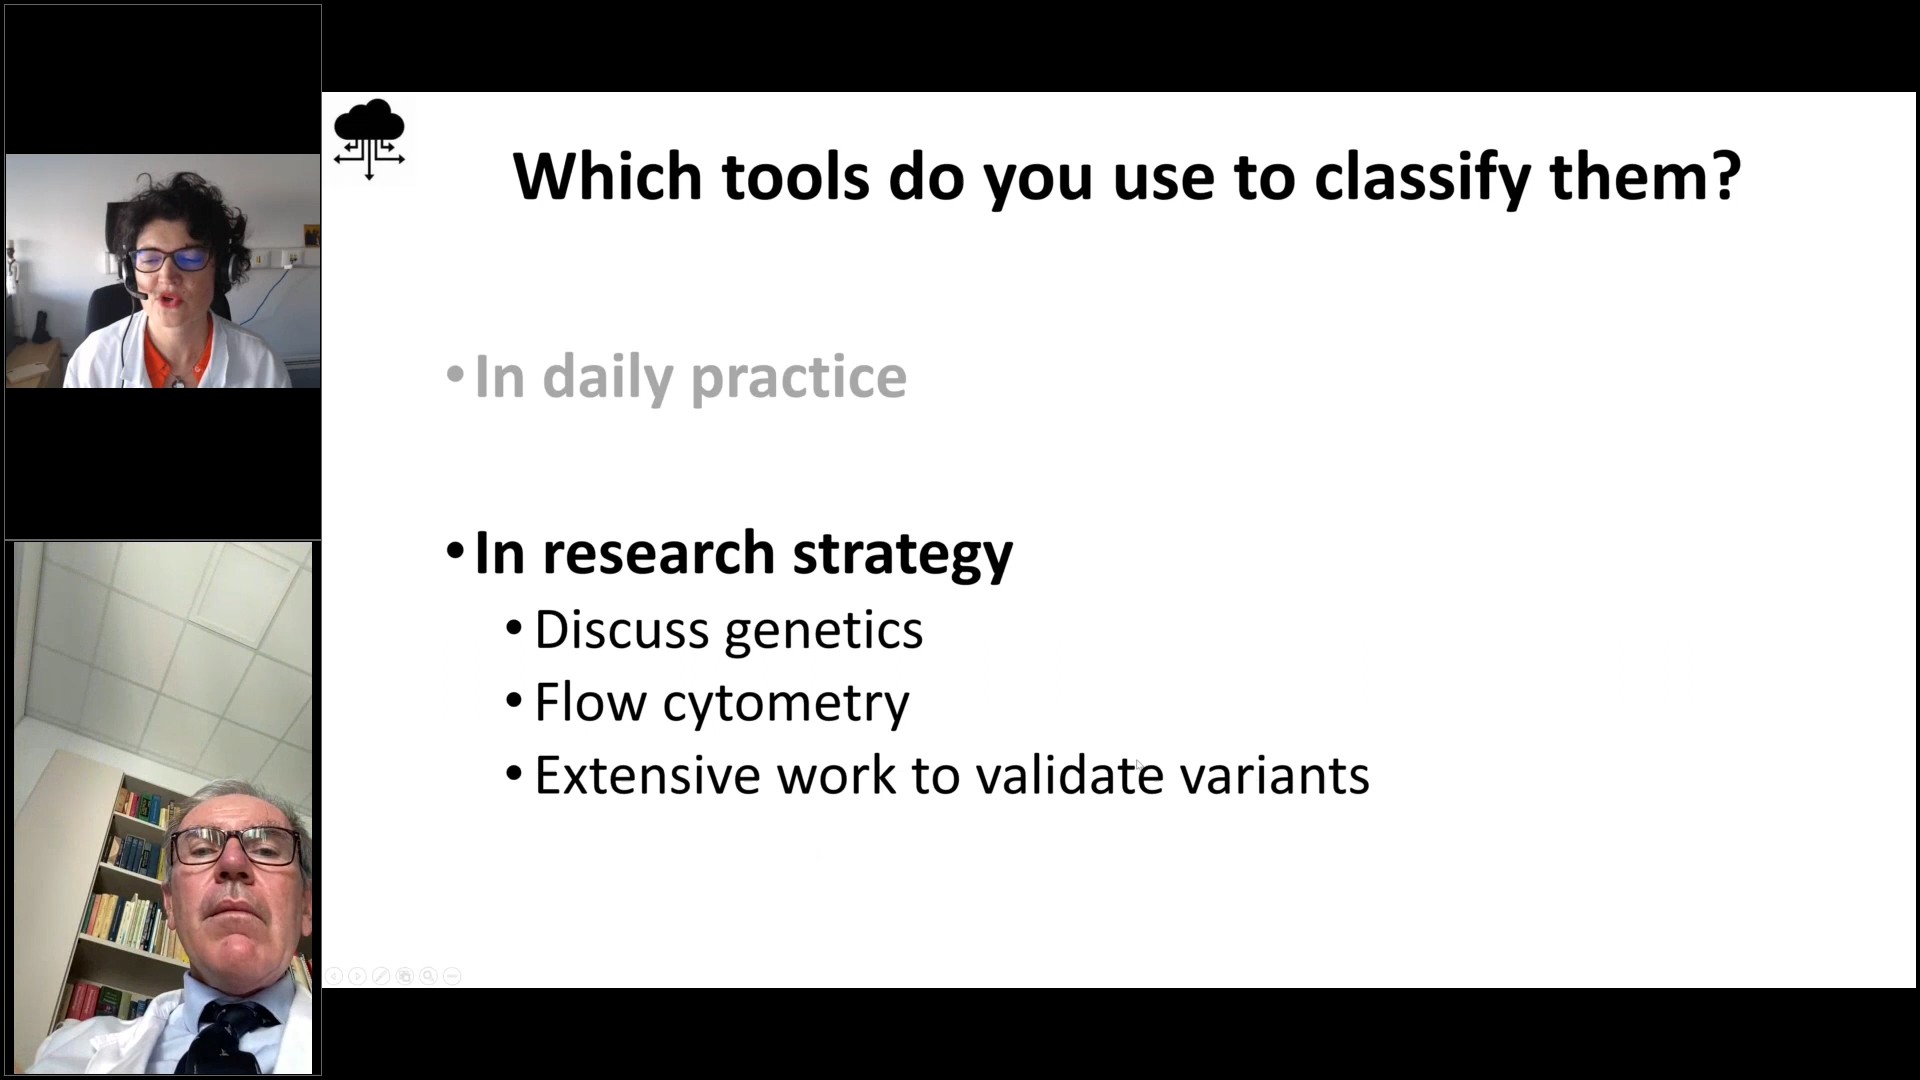 Which tools do you use to classify them?
• In daily practice
• In research strategy
• Discuss genetics
• Flow cytometry
• Extensive work to validate variants